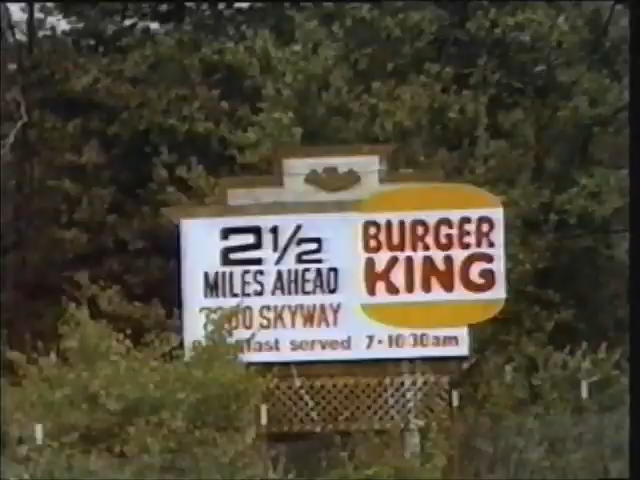 2½
MILES AHEAD
SKYWAY
served 7-10:30am
BURGER
KING